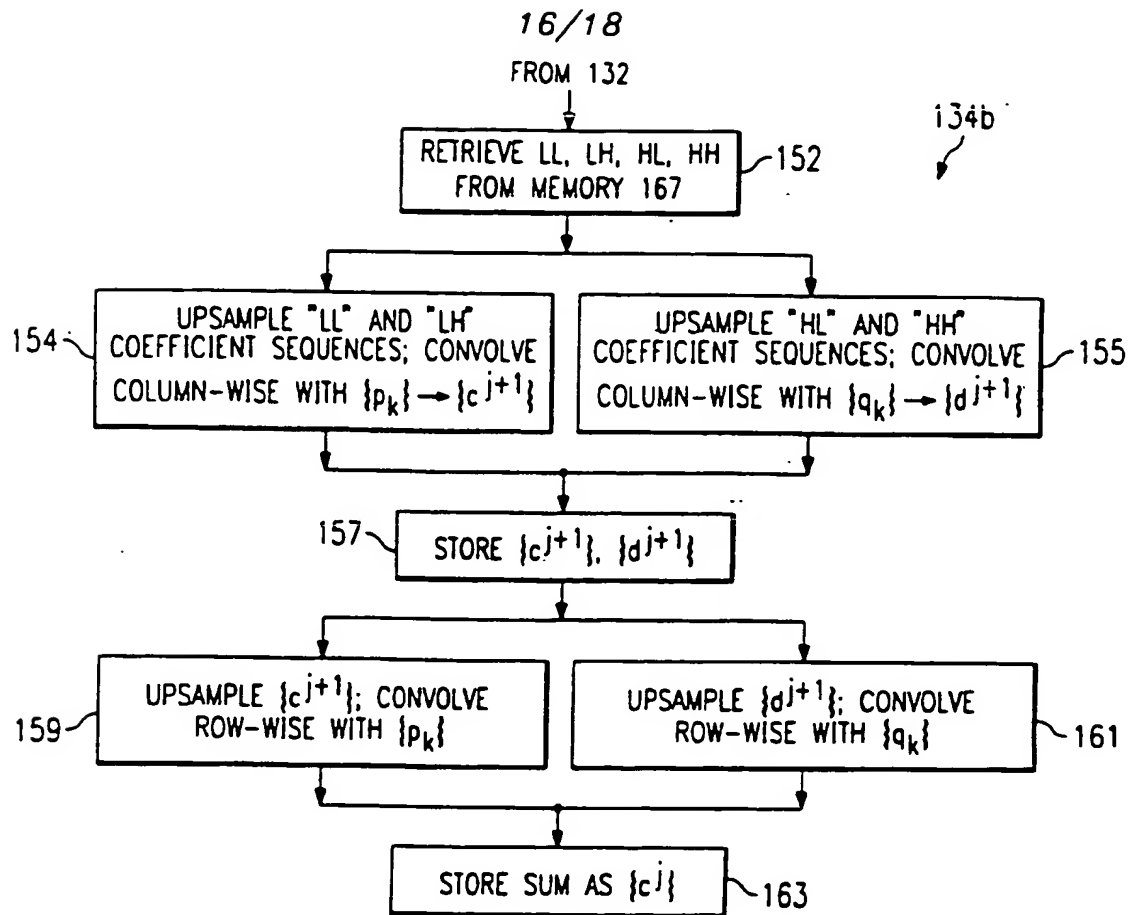 16/18
FROM 132
134b
RETRIEVE LL, LH, HL, HH
FROM MEMORY 167
152
154
UPSAMPLE "LL" AND "LH"
COEFFICIENT SEQUENCES; CONVOLVE
COLUMN-WISE WITH {p_k} → {c^{j+1}}
UPSAMPLE "HL" AND "HH"
COEFFICIENT SEQUENCES; CONVOLVE
COLUMN-WISE WITH {q_k} → {d^{j+1}}
155
157
STORE {c^{j+1}}, {d^{j+1}}
159
UPSAMPLE {c^{j+1}}; CONVOLVE
ROW-WISE WITH {p_k}
UPSAMPLE {d^{j+1}}; CONVOLVE
ROW-WISE WITH {q_k}
161
STORE SUM AS {c^j}
163